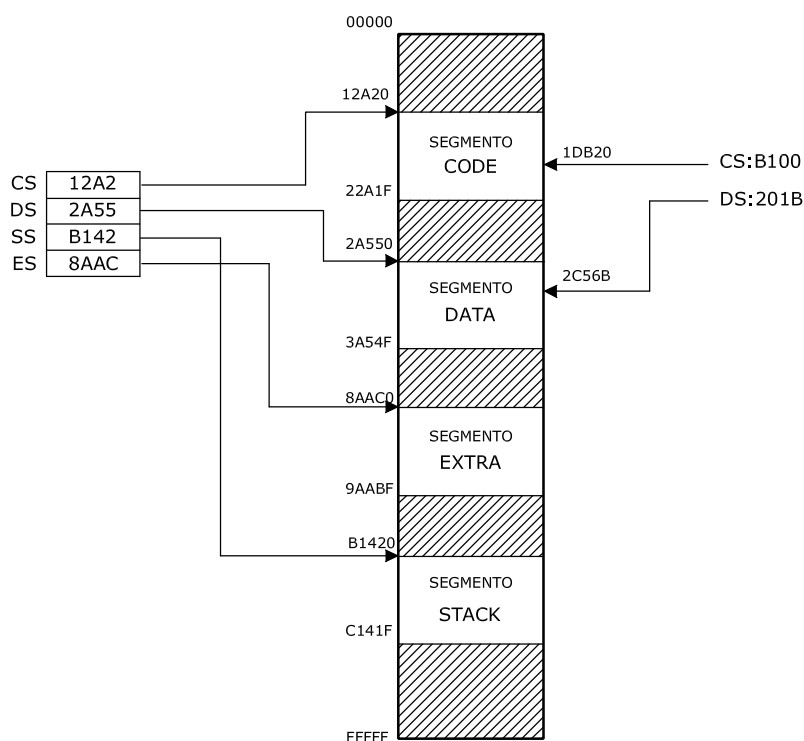 00000
12A20
SEGMENTO
CODE
1DB20
CS:B100
CS 12A2
22A1F
DS:201B
DS 2A55
SS B142
2A550
ES 8AAC
SEGMENTO
DATA
2C56B
3A54F
8AAC0
SEGMENTO
EXTRA
9AABF
B1420
SEGMENTO
STACK
C141F
FFFFF